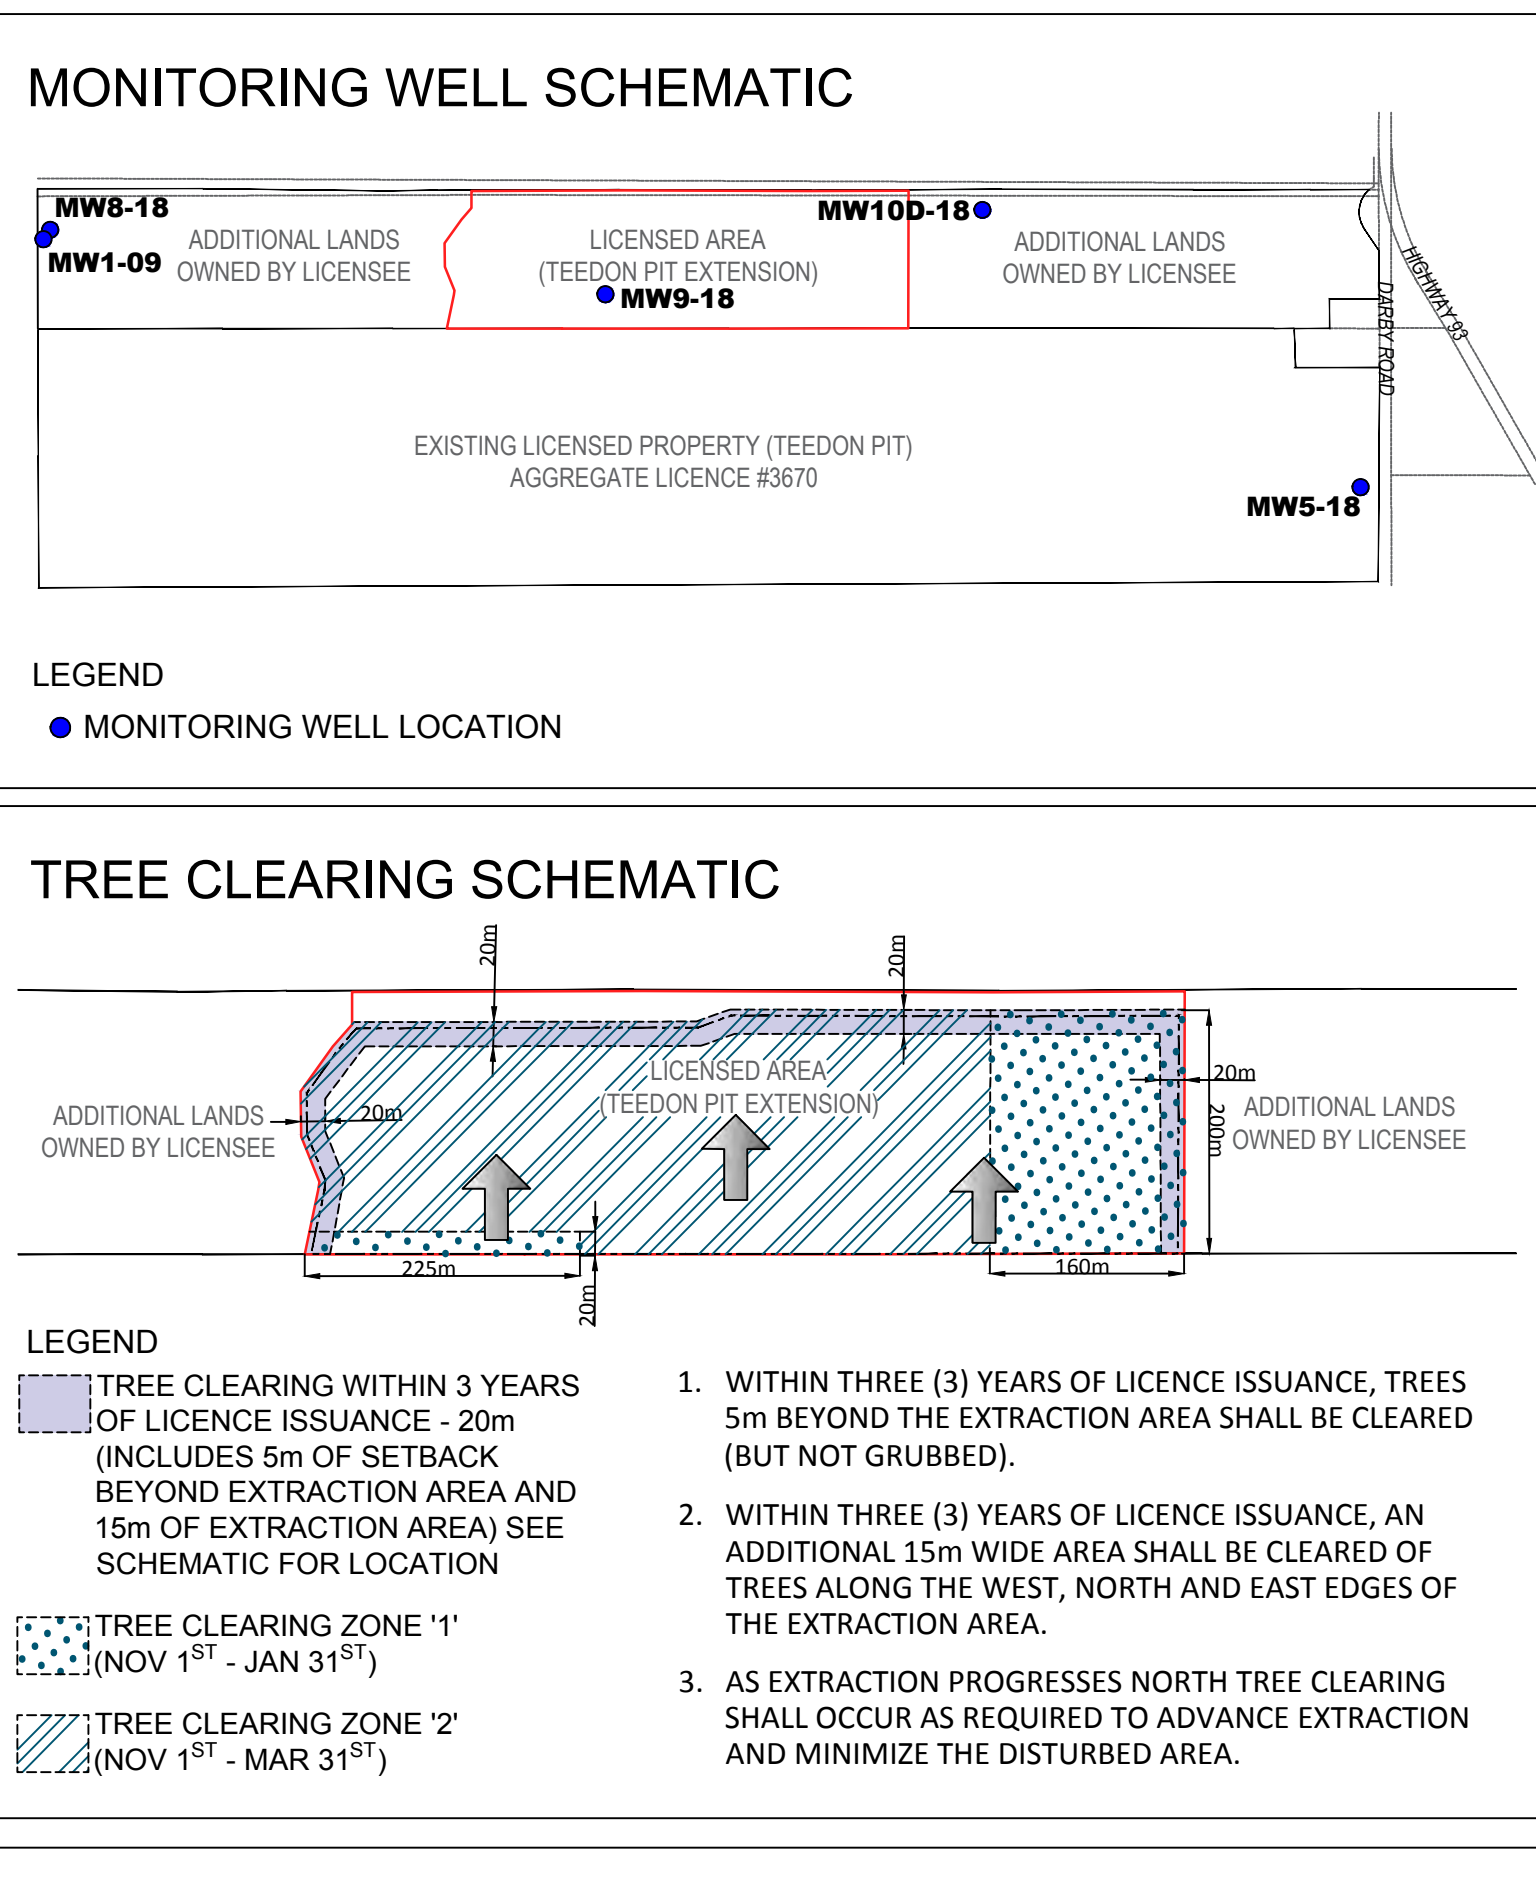 MONITORING WELL SCHEMATIC
MW8-18
MW1-09
ADDITIONAL LANDS
OWNED BY LICENSEE
LICENSED AREA
(TEEDON PIT EXTENSION)
MW9-18
MW10D-18
ADDITIONAL LANDS
OWNED BY LICENSEE
HIGHWAY 93
DARBY ROAD
EXISTING LICENSED PROPERTY (TEEDON PIT)
AGGREGATE LICENCE #3670
MW5-18
LEGEND
MONITORING WELL LOCATION
TREE CLEARING SCHEMATIC
20m
20m
LICENSED AREA
(TEEDON PIT EXTENSION)
ADDITIONAL LANDS
OWNED BY LICENSEE
20m
20m
200m
ADDITIONAL LANDS
OWNED BY LICENSEE
225m
20m
160m
LEGEND
TREE CLEARING WITHIN 3 YEARS
OF LICENCE ISSUANCE - 20m
(INCLUDES 5m OF SETBACK
BEYOND EXTRACTION AREA AND
15m OF EXTRACTION AREA) SEE
SCHEMATIC FOR LOCATION
TREE CLEARING ZONE '1'
(NOV 1ST - JAN 31ST)
TREE CLEARING ZONE '2'
(NOV 1ST - MAR 31ST)
1. WITHIN THREE (3) YEARS OF LICENCE ISSUANCE, TREES
5m BEYOND THE EXTRACTION AREA SHALL BE CLEARED
(BUT NOT GRUBBED).
2. WITHIN THREE (3) YEARS OF LICENCE ISSUANCE, AN
ADDITIONAL 15m WIDE AREA SHALL BE CLEARED OF
TREES ALONG THE WEST, NORTH AND EAST EDGES OF
THE EXTRACTION AREA.
3. AS EXTRACTION PROGRESSES NORTH TREE CLEARING
SHALL OCCUR AS REQUIRED TO ADVANCE EXTRACTION
AND MINIMIZE THE DISTURBED AREA.